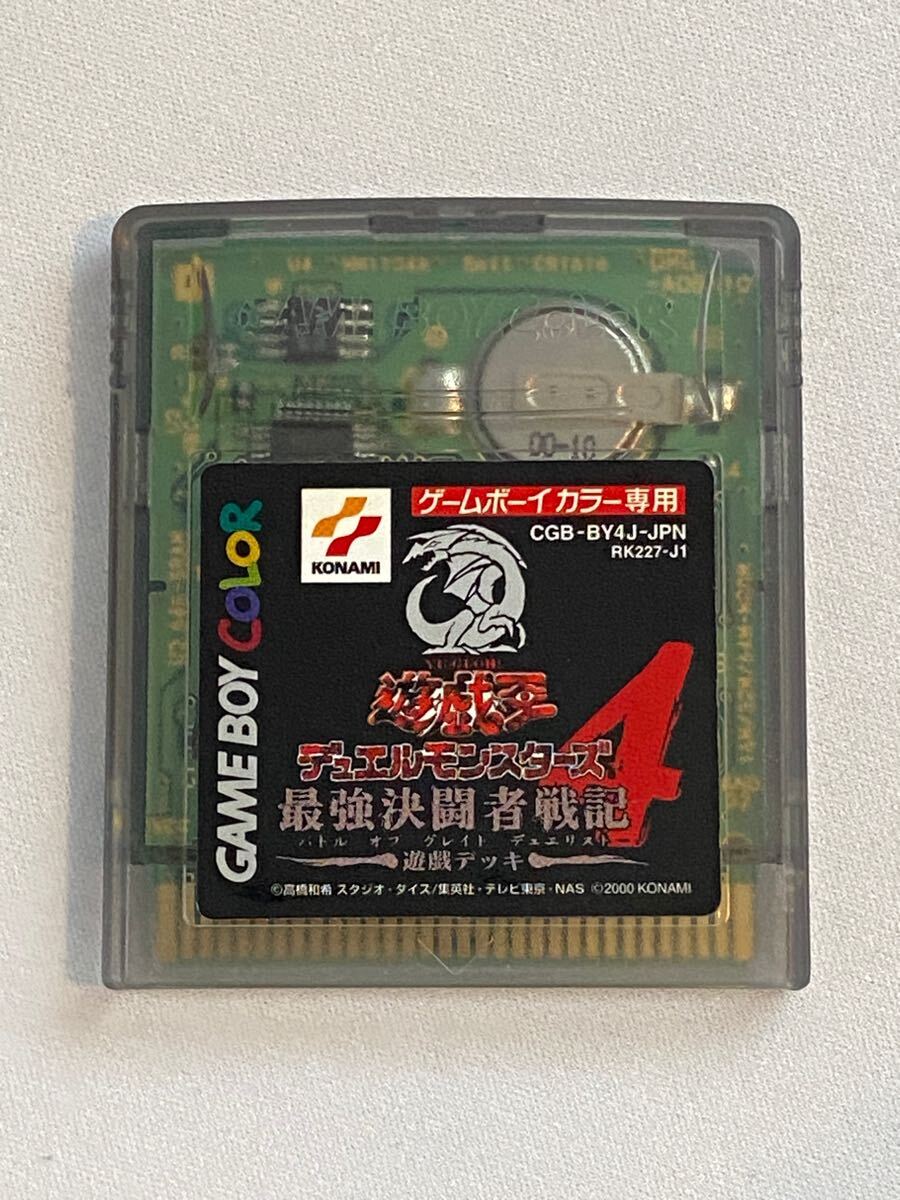 GAME BOY COLOR
KONAMI
ゲームボーイカラー専用
CGB-BY4J-JPN
RK227-J1
YU-GI-OH!
遊戯王
デュエルモンスターズ4
最強決闘者戦記
バトル オブ グレイト デュエリスト
遊戯デッキ
©高橋和希 スタジオ・ダイス/集英社・テレビ東京・NAS ©2000 KONAMI